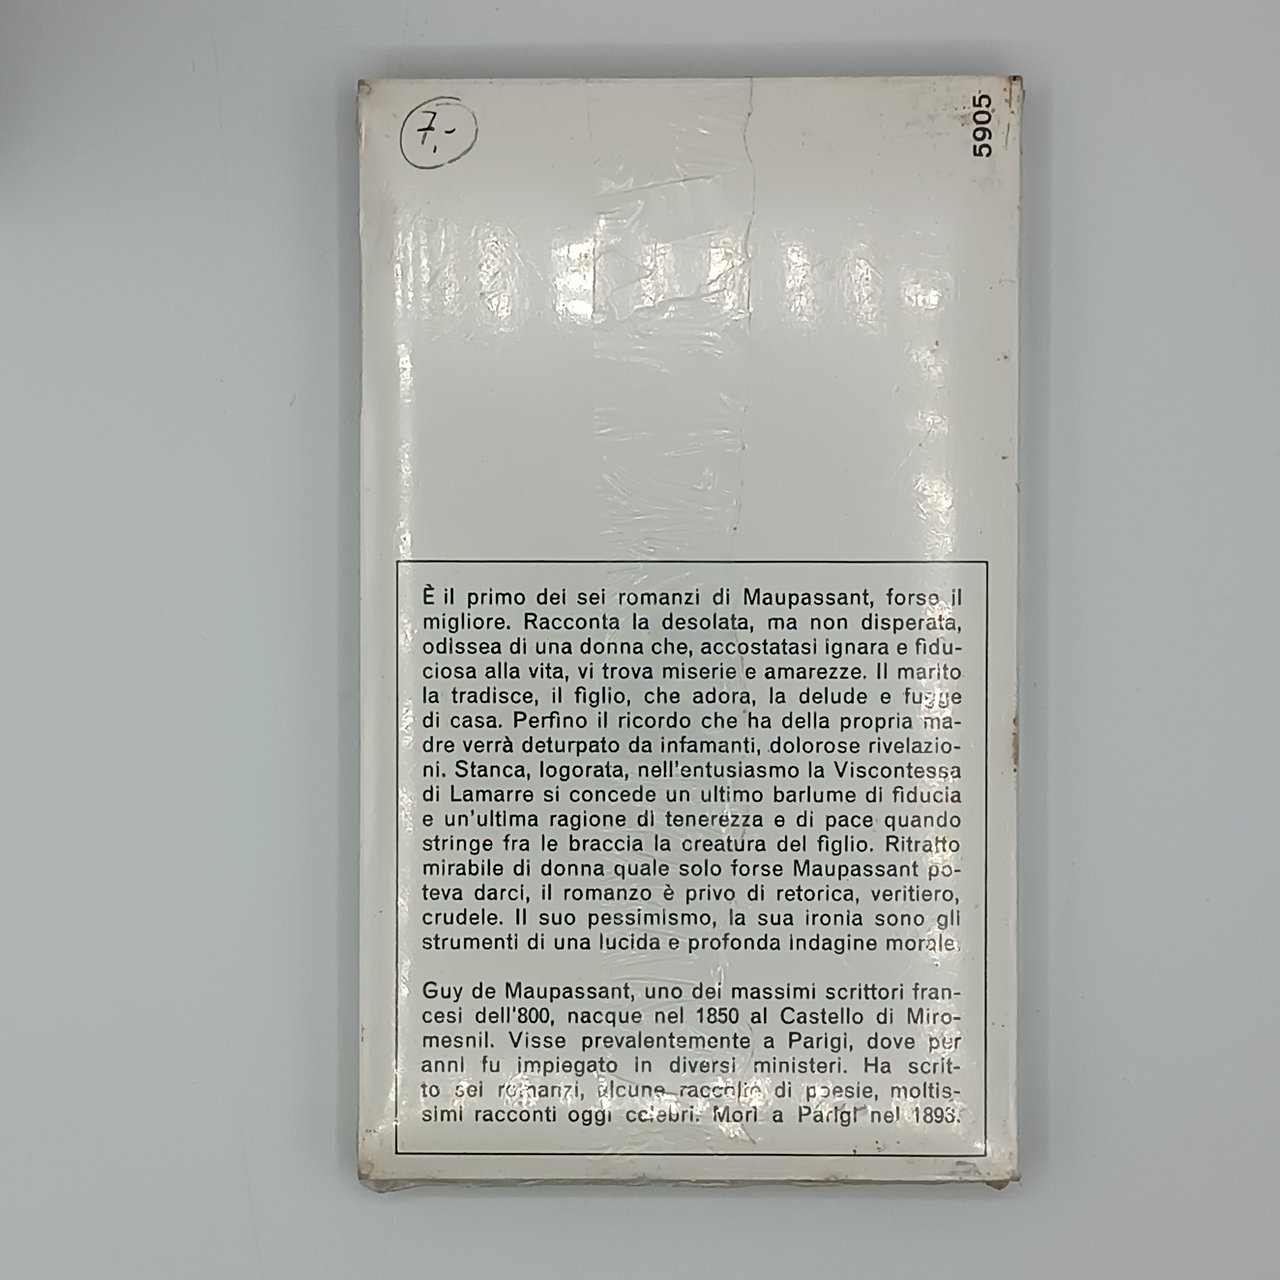 7,-
5905
È il primo dei sei romanzi di Maupassant, forse il
migliore. Racconta la desolata, ma non disperata,
odissea di una donna che, accostatasi ignara e fidu-
ciosa alla vita, vi trova miserie e amarezze. Il marito
la tradisce, il figlio, che adora, la delude e fugge
di casa. Perfino il ricordo che ha della propria ma-
dre verrà deturpato da infamanti, dolorose rivelazio-
ni. Stanca, logorata, nell'entusiasmo la Viscontessa
di Lamarre si concede un ultimo barlume di fiducia
e un'ultima ragione di tenerezza e di pace quando
stringe fra le braccia la creatura del figlio. Ritratto
mirabile di donna quale solo forse Maupassant po-
teva darci, il romanzo è privo di retorica, veritiero,
crudele. Il suo pessimismo, la sua ironia sono gli
strumenti di una lucida e profonda indagine morale.
Guy de Maupassant, uno dei massimi scrittori fran-
cesi dell'800, nacque nel 1850 al Castello di Miro-
mesnil. Visse prevalentemente a Parigi, dove per
anni fu impiegato in diversi ministeri. Ha scrit-
to sei romanzi, alcune raccolte di poesie, moltis-
simi racconti oggi celebri. Morì a Parigi nel 1893.